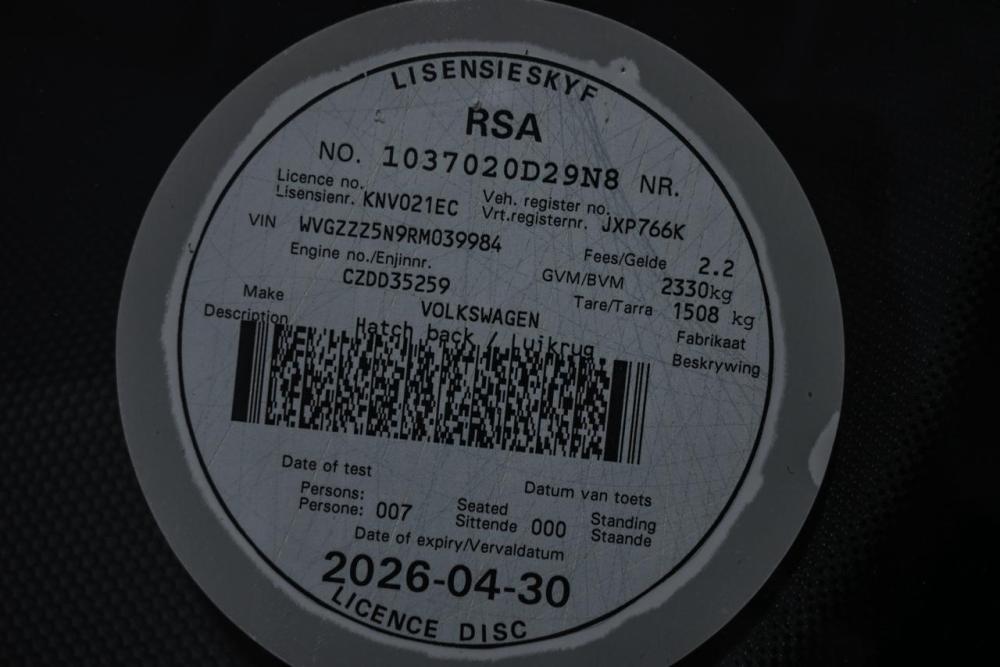 LISENSIESKYF
RSA
NO. 1037020D29N8 NR.
Licence no. Veh. register no.
Lisensienr. KNV021EC Vrt.registernr. JXP766K
VIN WVGZZZ5N9RM039984
Engine no./Enjinnr. Fees/Gelde 2.2
CZDD35259 GVM/BVM 2330kg
Tare/Tarra 1508 kg
Make VOLKSWAGEN Fabrikaat
Description Hatch back / Luikrug Beskrywing
Date of test Datum van toets
Persons: Seated Standing
Persone: 007 Sittende 000 Staande
Date of expiry/Vervaldatum
2026-04-30
LICENCE DISC